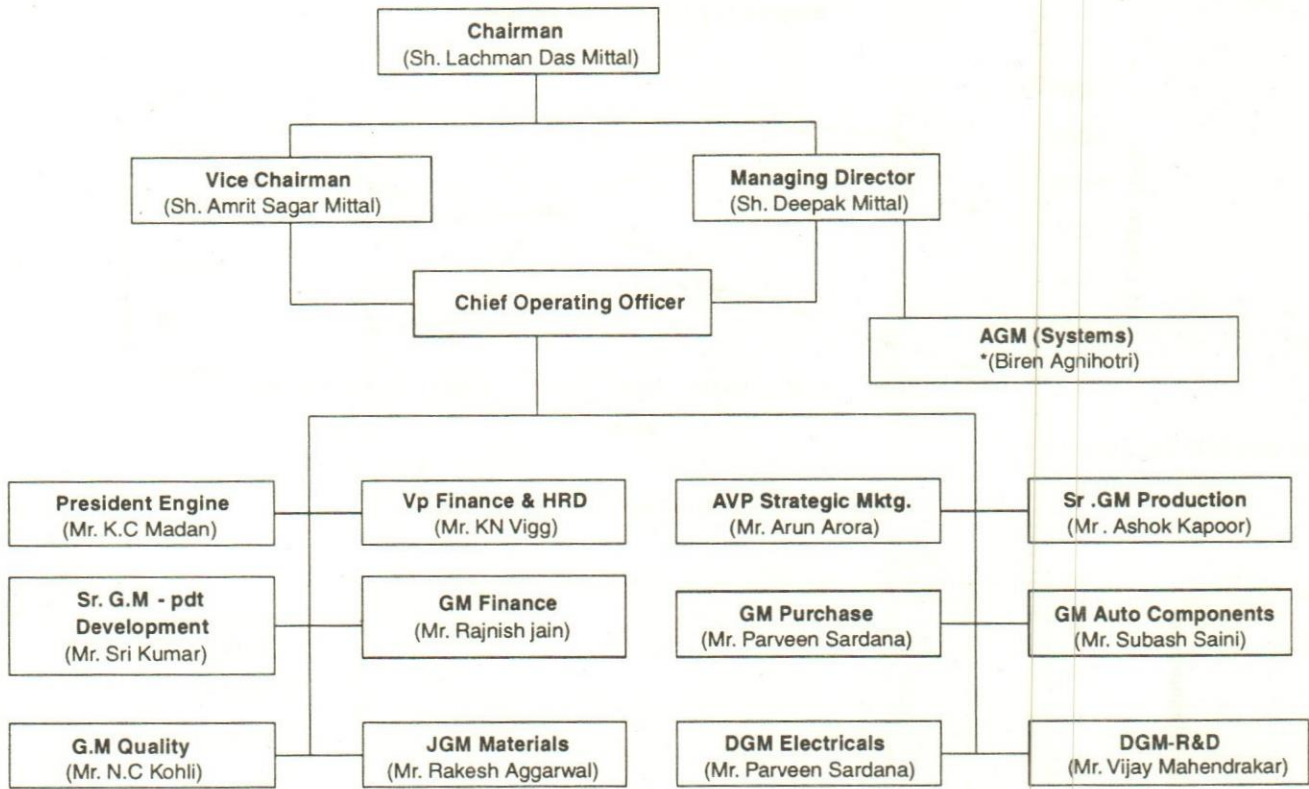 Chairman
(Sh. Lachman Das Mittal)
Vice Chairman
(Sh. Amrit Sagar Mittal)
Managing Director
(Sh. Deepak Mittal)
Chief Operating Officer
AGM (Systems)
*(Biren Agnihotri)
President Engine
(Mr. K.C Madan)
Vp Finance & HRD
(Mr. KN Vigg)
AVP Strategic Mktg.
(Mr. Arun Arora)
Sr .GM Production
(Mr . Ashok Kapoor)
Sr. G.M - pdt
Development
(Mr. Sri Kumar)
GM Finance
(Mr. Rajnish jain)
GM Purchase
(Mr. Parveen Sardana)
GM Auto Components
(Mr. Subash Saini)
G.M Quality
(Mr. N.C Kohli)
JGM Materials
(Mr. Rakesh Aggarwal)
DGM Electricals
(Mr. Parveen Sardana)
DGM-R&D
(Mr. Vijay Mahendrakar)